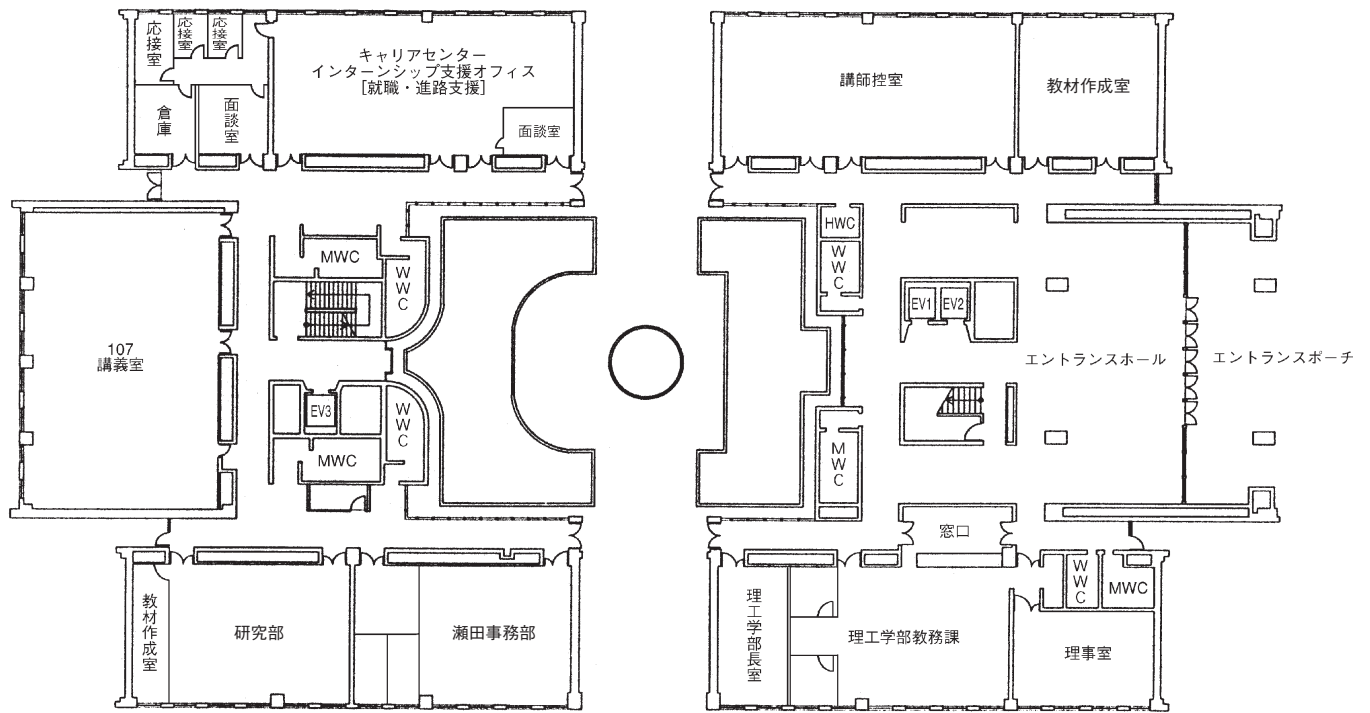 応接室
応接室
応接室
キャリアセンター
インターンシップ支援オフィス
[就職・進路支援]
倉庫
面談室
面談室
講師控室
教材作成室
107
講義室
MWC
WWC
EV3
WWC
MWC
HWC
WWC
EV1
EV2
エントランスホール
エントランスポーチ
MWC
窓口
教材作成室
研究部
瀬田事務部
理工学部長室
理工学部教務課
WWC
MWC
理事室